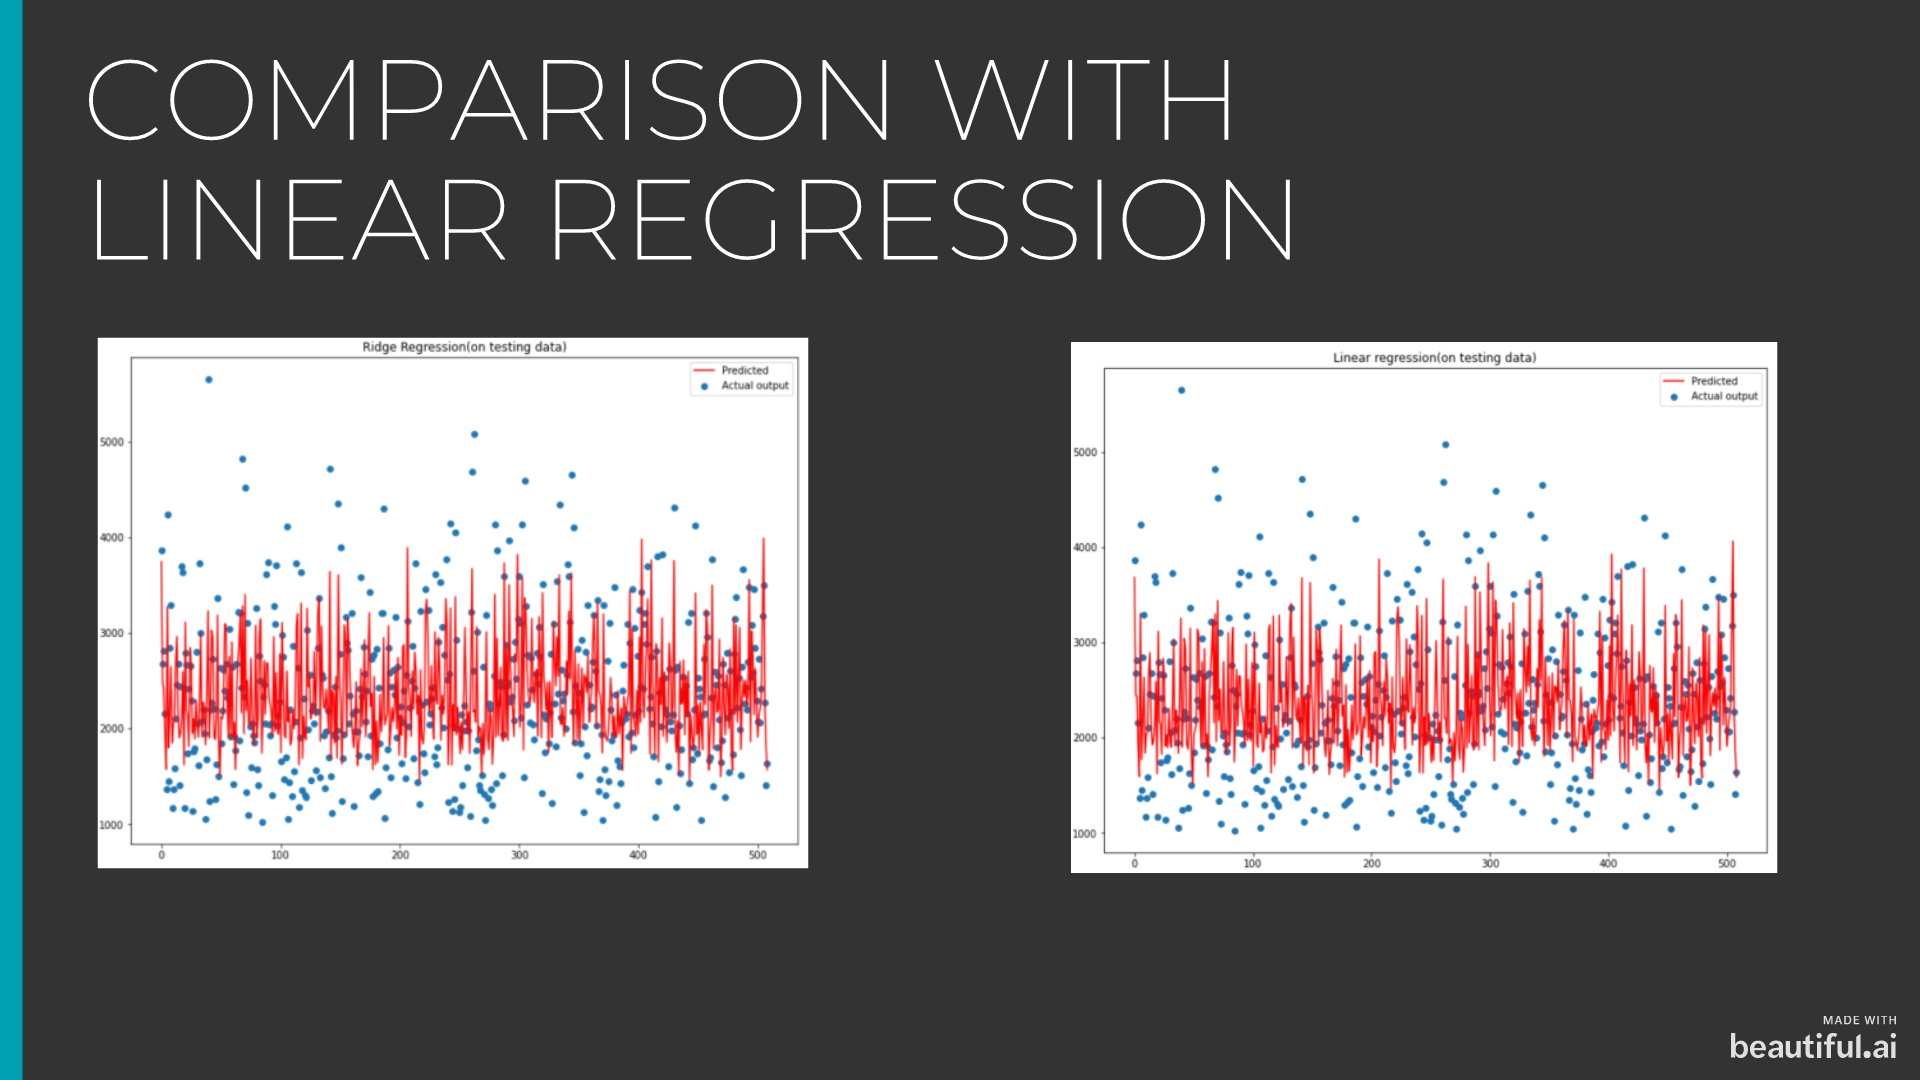 COMPARISON WITH
LINEAR REGRESSION
Ridge Regression(on testing data)
Predicted
Actual output
5000
4000
3000
2000
1000
0 100 200 300 400 500
Linear regression(on testing data)
Predicted
Actual output
5000
4000
3000
2000
1000
0 100 200 300 400 500
MADE WITH
beautiful.ai